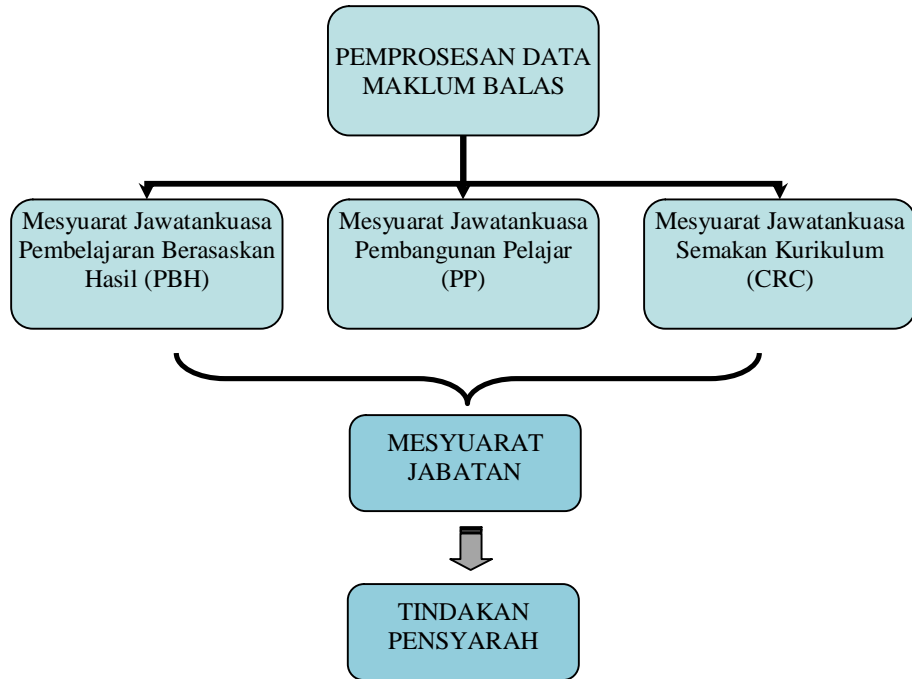 PEMPROSESAN DATA
MAKLUM BALAS
Mesyuarat Jawatankuasa
Pembelajaran Berasaskan
Hasil (PBH)
Mesyuarat Jawatankuasa
Pembangunan Pelajar
(PP)
Mesyuarat Jawatankuasa
Semakan Kurikulum
(CRC)
MESYUARAT
JABATAN
TINDAKAN
PENSYARAH